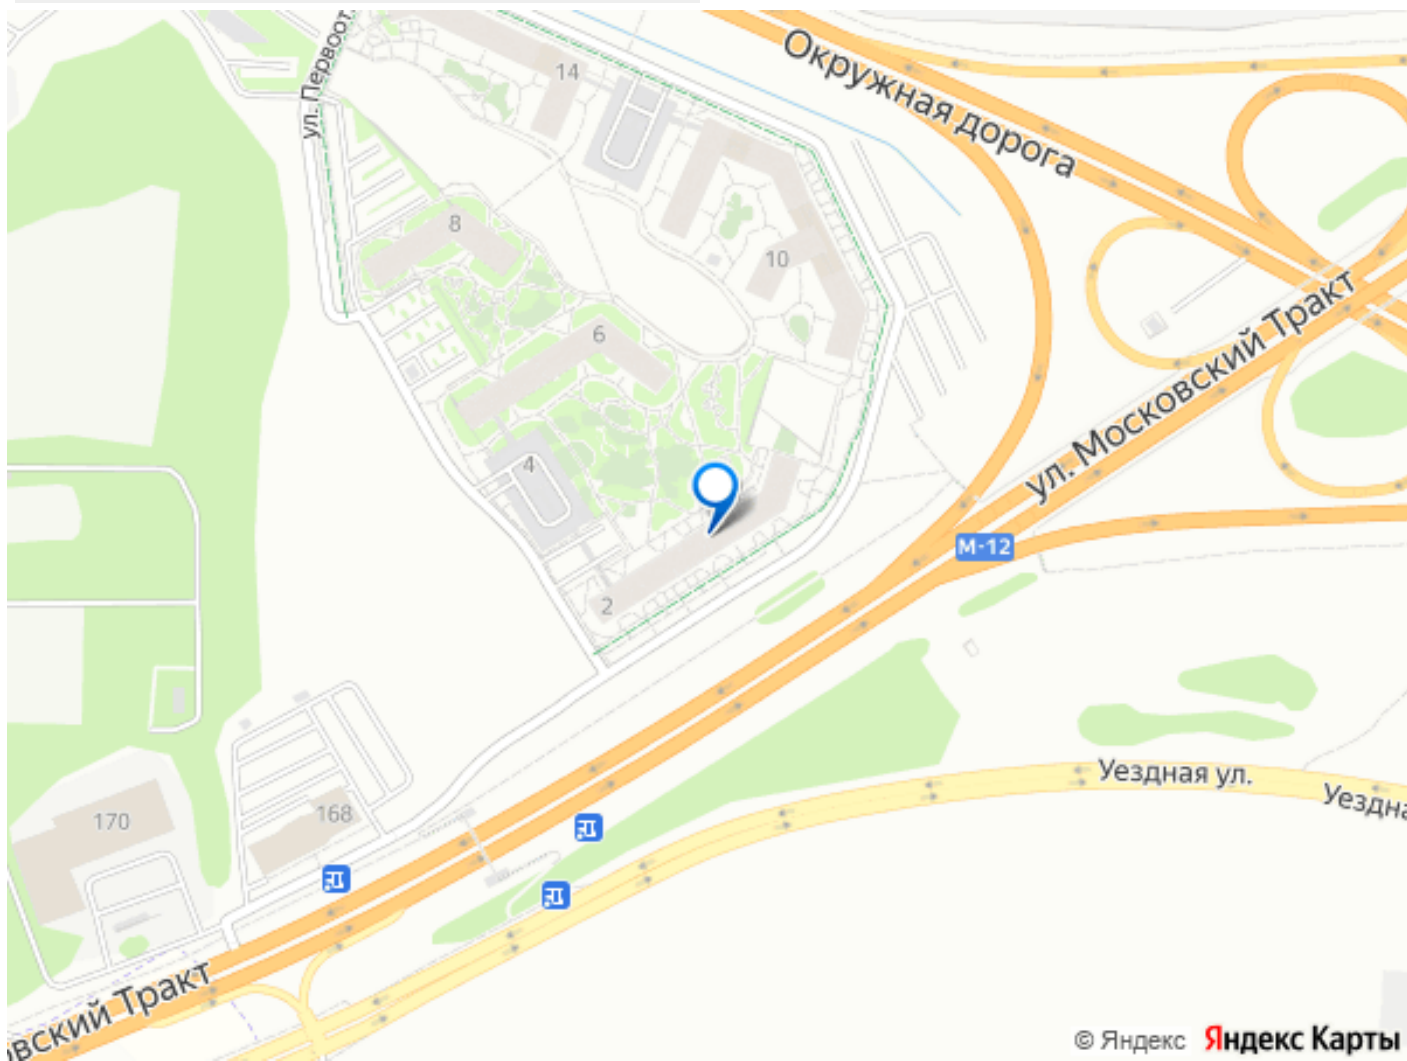 14
Окружная дорога
ул. Первоот
8
10
6
ул. Московский Тракт
4
М-12
2
Уездная ул.
Уездна
168
170
вский Тракт
© Яндекс Яндекс Карты